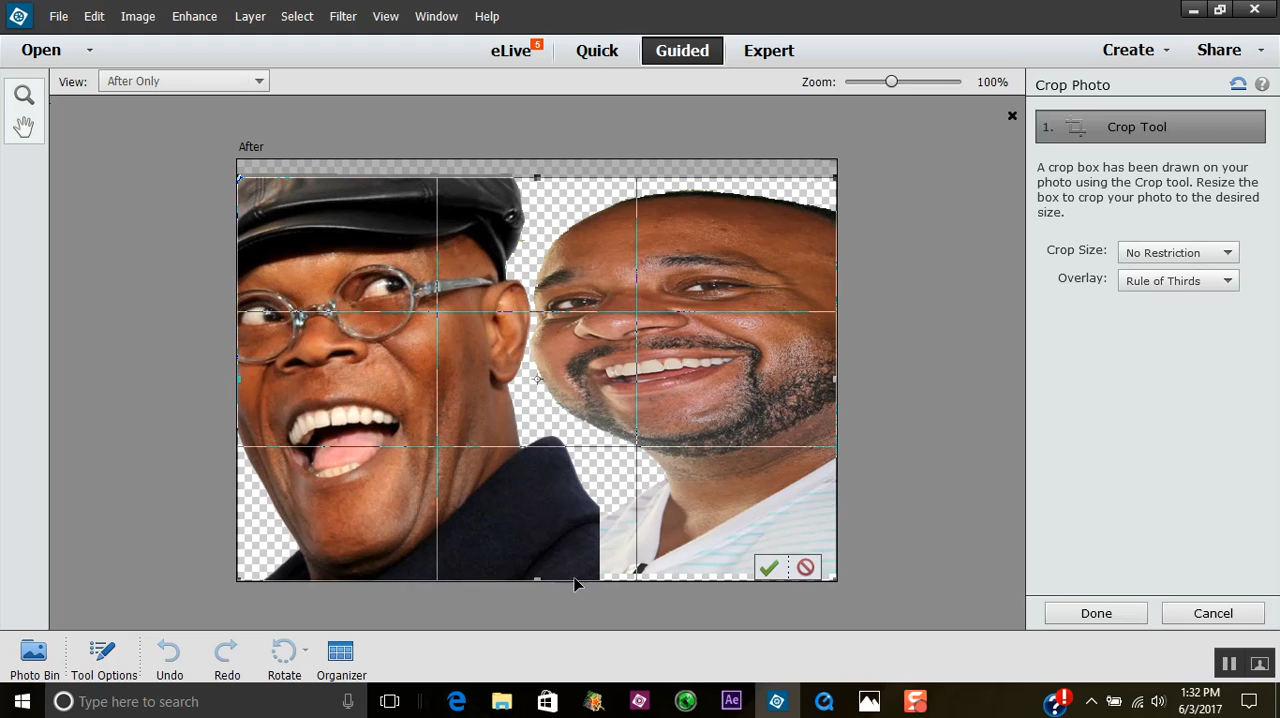 File Edit Image Enhance Layer Select Filter View Window Help
Open eLive 5 Quick Guided Expert Create Share
View: After Only Zoom: 100%
Crop Photo
1. Crop Tool
After
A crop box has been drawn on your
photo using the Crop tool. Resize the
box to crop your photo to the desired
size.
Crop Size: No Restriction
Overlay: Rule of Thirds
Done Cancel
Photo Bin Tool Options Undo Redo Rotate Organizer
Type here to search
Ae
1:32 PM
6/3/2017